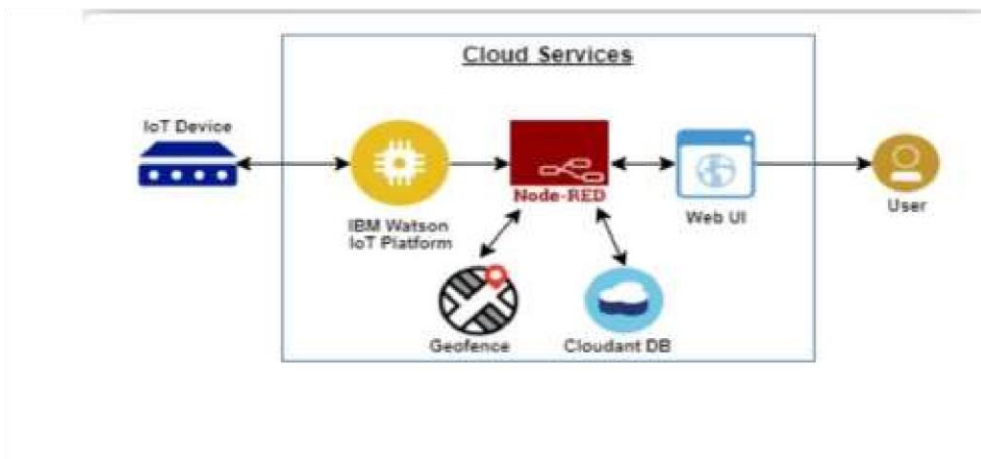 Cloud Services
IoT Device
Node-RED
IBM Watson
IoT Platform
Web UI
User
Geofence
Cloudant DB